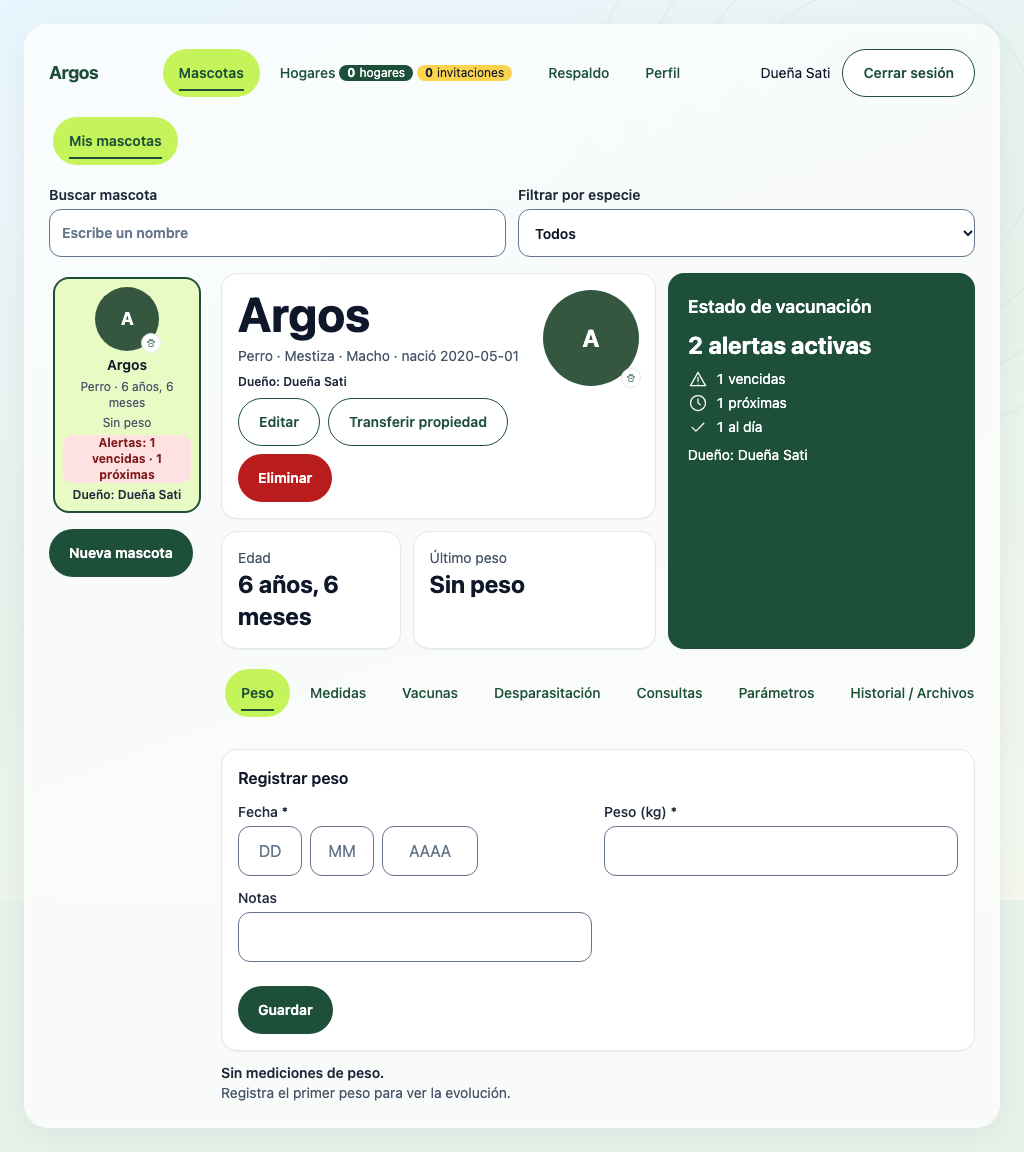 Argos
Mascotas
Hogares 0 hogares 0 invitaciones
Respaldo
Perfil
Dueña Sati
Cerrar sesión
Mis mascotas
Buscar mascota
Escribe un nombre
Filtrar por especie
Todos
A
Argos
Perro · 6 años, 6
meses
Sin peso
Alertas: 1
vencidas · 1
próximas
Dueño: Dueña Sati
Nueva mascota
Argos
Perro · Mestiza · Macho · nació 2020-05-01
Dueño: Dueña Sati
A
Editar
Transferir propiedad
Eliminar
Edad
6 años, 6
meses
Último peso
Sin peso
Estado de vacunación
2 alertas activas
1 vencidas
1 próximas
1 al día
Dueño: Dueña Sati
Peso
Medidas
Vacunas
Desparasitación
Consultas
Parámetros
Historial / Archivos
Registrar peso
Fecha *
DD
MM
AAAA
Peso (kg) *
Notas
Guardar
Sin mediciones de peso.
Registra el primer peso para ver la evolución.